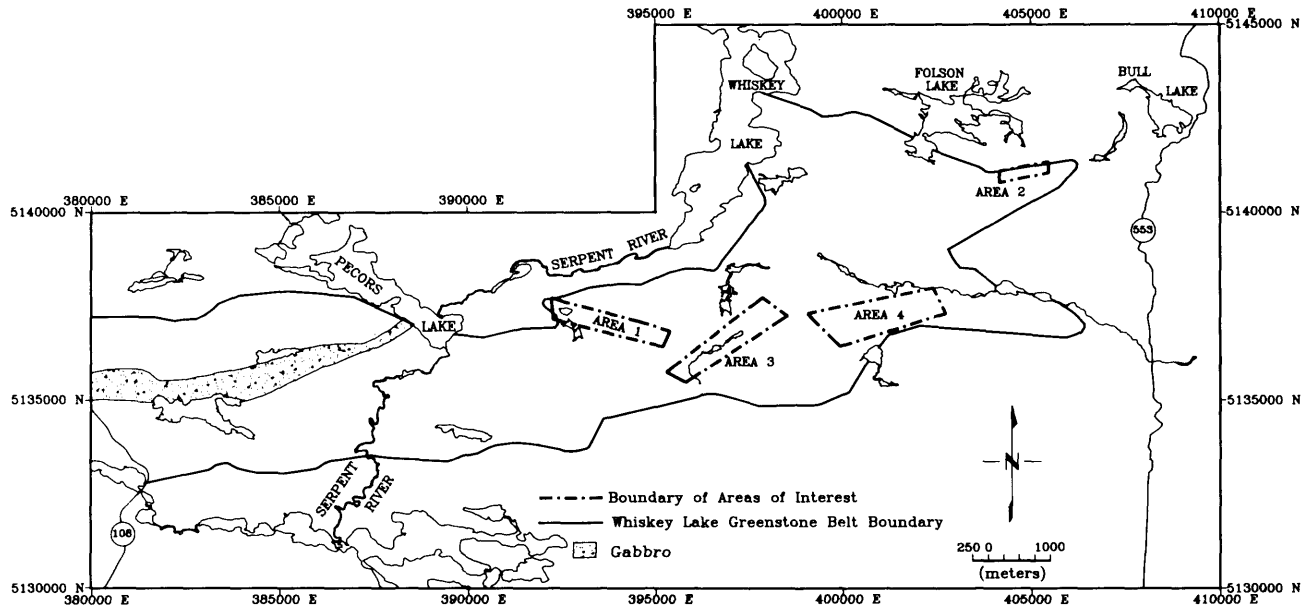 395000 E 400000 E 405000 E 410000 E
5145000 N 5145000 N
WHISKEY
LAKE
FOLSON
LAKE
BULL
LAKE
AREA 2
380000 E 385000 E 390000 E
5140000 N 5140000 N
553
PECORS
LAKE
SERPENT RIVER
AREA 1
AREA 3
AREA 4
5135000 N 5135000 N
N
SERPENT
RIVER
108
Boundary of Areas of Interest
Whiskey Lake Greenstone Belt Boundary
Gabbro
250 0 1000
(meters)
5130000 N 5130000 N
380000 E 385000 E 390000 E 395000 E 400000 E 405000 E 410000 E